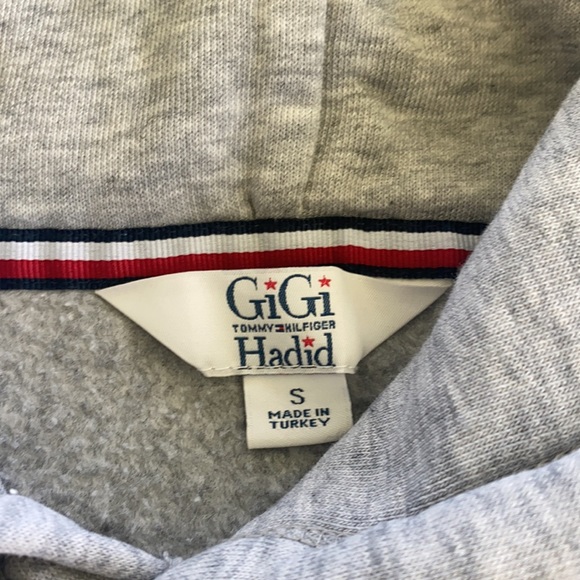 GiGi
TOMMY HILFIGER
Hadid
S
MADE IN
TURKEY